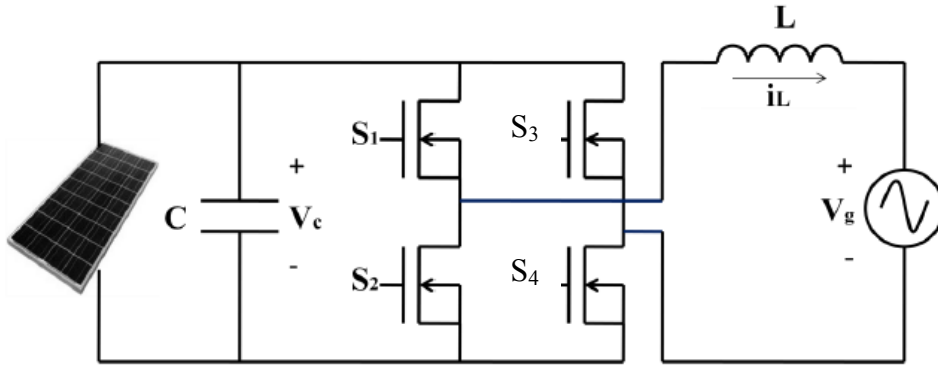 L
iL
S1
S3
+
+
C
Vc
Vg
-
-
S2
S4